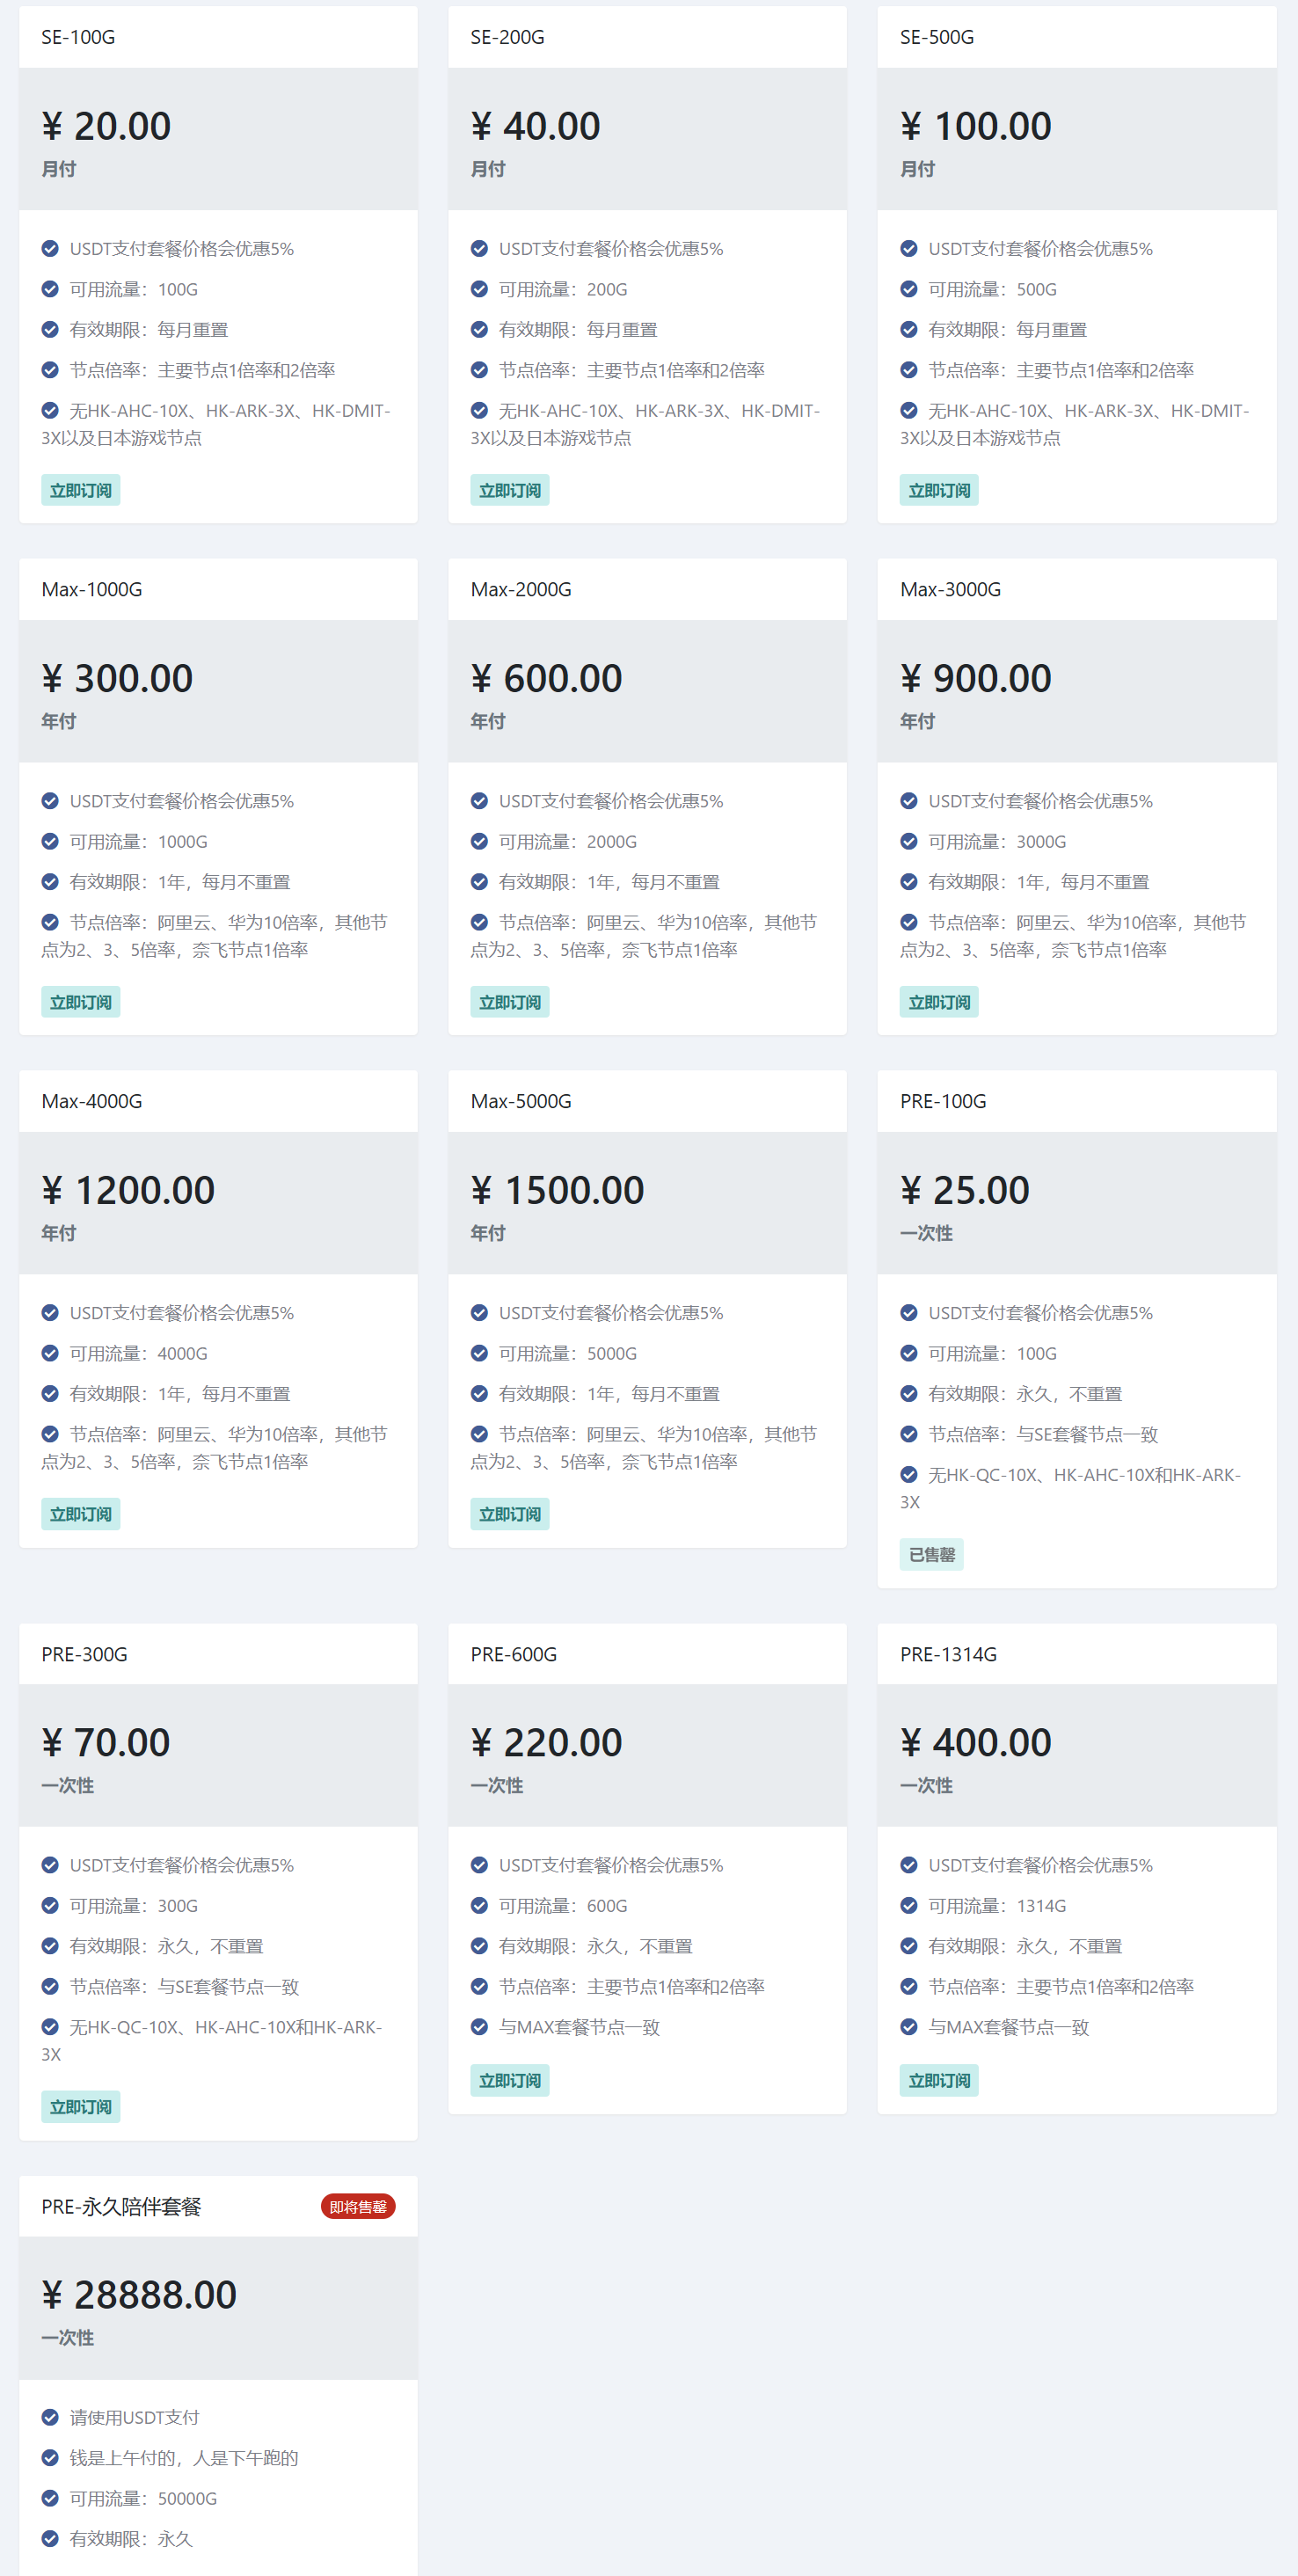 SE-100G
¥ 20.00
月付
USDT支付套餐价格会优惠5%
可用流量：100G
有效期限：每月重置
节点倍率：主要节点1倍率和2倍率
无HK-AHC-10X、HK-ARK-3X、HK-DMIT-
3X以及日本游戏节点
立即订阅
SE-200G
¥ 40.00
月付
USDT支付套餐价格会优惠5%
可用流量：200G
有效期限：每月重置
节点倍率：主要节点1倍率和2倍率
无HK-AHC-10X、HK-ARK-3X、HK-DMIT-
3X以及日本游戏节点
立即订阅
SE-500G
¥ 100.00
月付
USDT支付套餐价格会优惠5%
可用流量：500G
有效期限：每月重置
节点倍率：主要节点1倍率和2倍率
无HK-AHC-10X、HK-ARK-3X、HK-DMIT-
3X以及日本游戏节点
立即订阅
Max-1000G
¥ 300.00
年付
USDT支付套餐价格会优惠5%
可用流量：1000G
有效期限：1年，每月不重置
节点倍率：阿里云、华为10倍率，其他节
点为2、3、5倍率，奈飞节点1倍率
立即订阅
Max-2000G
¥ 600.00
年付
USDT支付套餐价格会优惠5%
可用流量：2000G
有效期限：1年，每月不重置
节点倍率：阿里云、华为10倍率，其他节
点为2、3、5倍率，奈飞节点1倍率
立即订阅
Max-3000G
¥ 900.00
年付
USDT支付套餐价格会优惠5%
可用流量：3000G
有效期限：1年，每月不重置
节点倍率：阿里云、华为10倍率，其他节
点为2、3、5倍率，奈飞节点1倍率
立即订阅
Max-4000G
¥ 1200.00
年付
USDT支付套餐价格会优惠5%
可用流量：4000G
有效期限：1年，每月不重置
节点倍率：阿里云、华为10倍率，其他节
点为2、3、5倍率，奈飞节点1倍率
立即订阅
Max-5000G
¥ 1500.00
年付
USDT支付套餐价格会优惠5%
可用流量：5000G
有效期限：1年，每月不重置
节点倍率：阿里云、华为10倍率，其他节
点为2、3、5倍率，奈飞节点1倍率
立即订阅
PRE-100G
¥ 25.00
一次性
USDT支付套餐价格会优惠5%
可用流量：100G
有效期限：永久，不重置
节点倍率：与SE套餐节点一致
无HK-QC-10X、HK-AHC-10X和HK-ARK-
3X
已售罄
PRE-300G
¥ 70.00
一次性
USDT支付套餐价格会优惠5%
可用流量：300G
有效期限：永久，不重置
节点倍率：与SE套餐节点一致
无HK-QC-10X、HK-AHC-10X和HK-ARK-
3X
立即订阅
PRE-600G
¥ 220.00
一次性
USDT支付套餐价格会优惠5%
可用流量：600G
有效期限：永久，不重置
节点倍率：主要节点1倍率和2倍率
与MAX套餐节点一致
立即订阅
PRE-1314G
¥ 400.00
一次性
USDT支付套餐价格会优惠5%
可用流量：1314G
有效期限：永久，不重置
节点倍率：主要节点1倍率和2倍率
与MAX套餐节点一致
立即订阅
PRE-永久陪伴套餐
即将售罄
¥ 28888.00
一次性
请使用USDT支付
钱是上午付的，人是下午跑的
可用流量：50000G
有效期限：永久